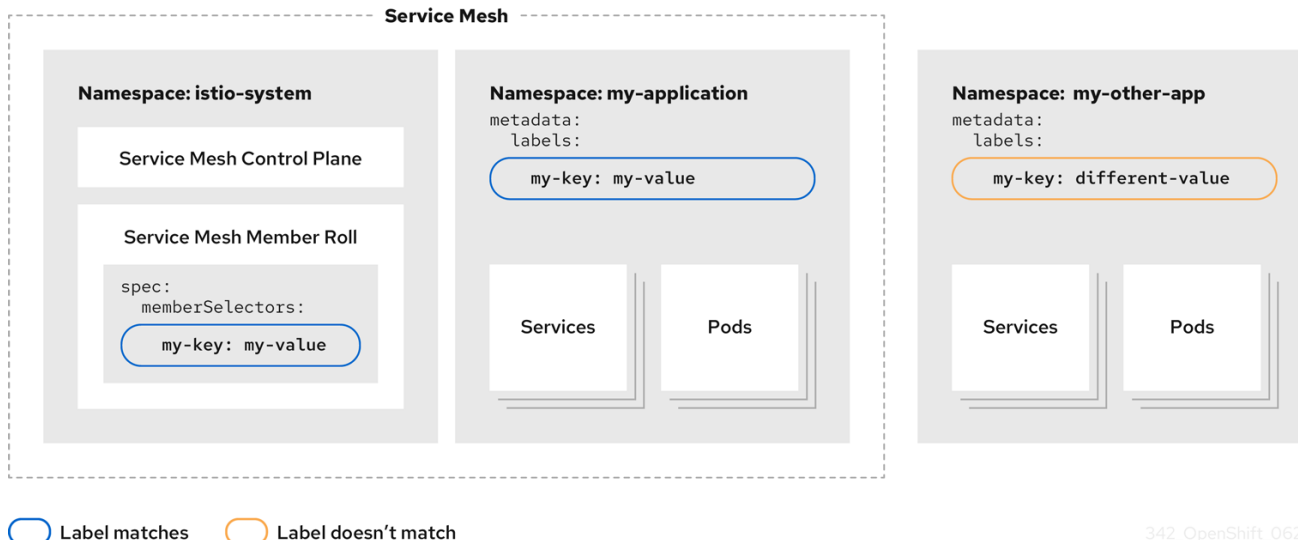 Service Mesh
Namespace: istio-system
Service Mesh Control Plane
Service Mesh Member Roll
spec:
memberSelectors:
my-key: my-value
Namespace: my-application
metadata:
labels:
my-key: my-value
Services
Pods
Namespace: my-other-app
metadata:
labels:
my-key: different-value
Services
Pods
Label matches
Label doesn’t match
342 OpenShift 062